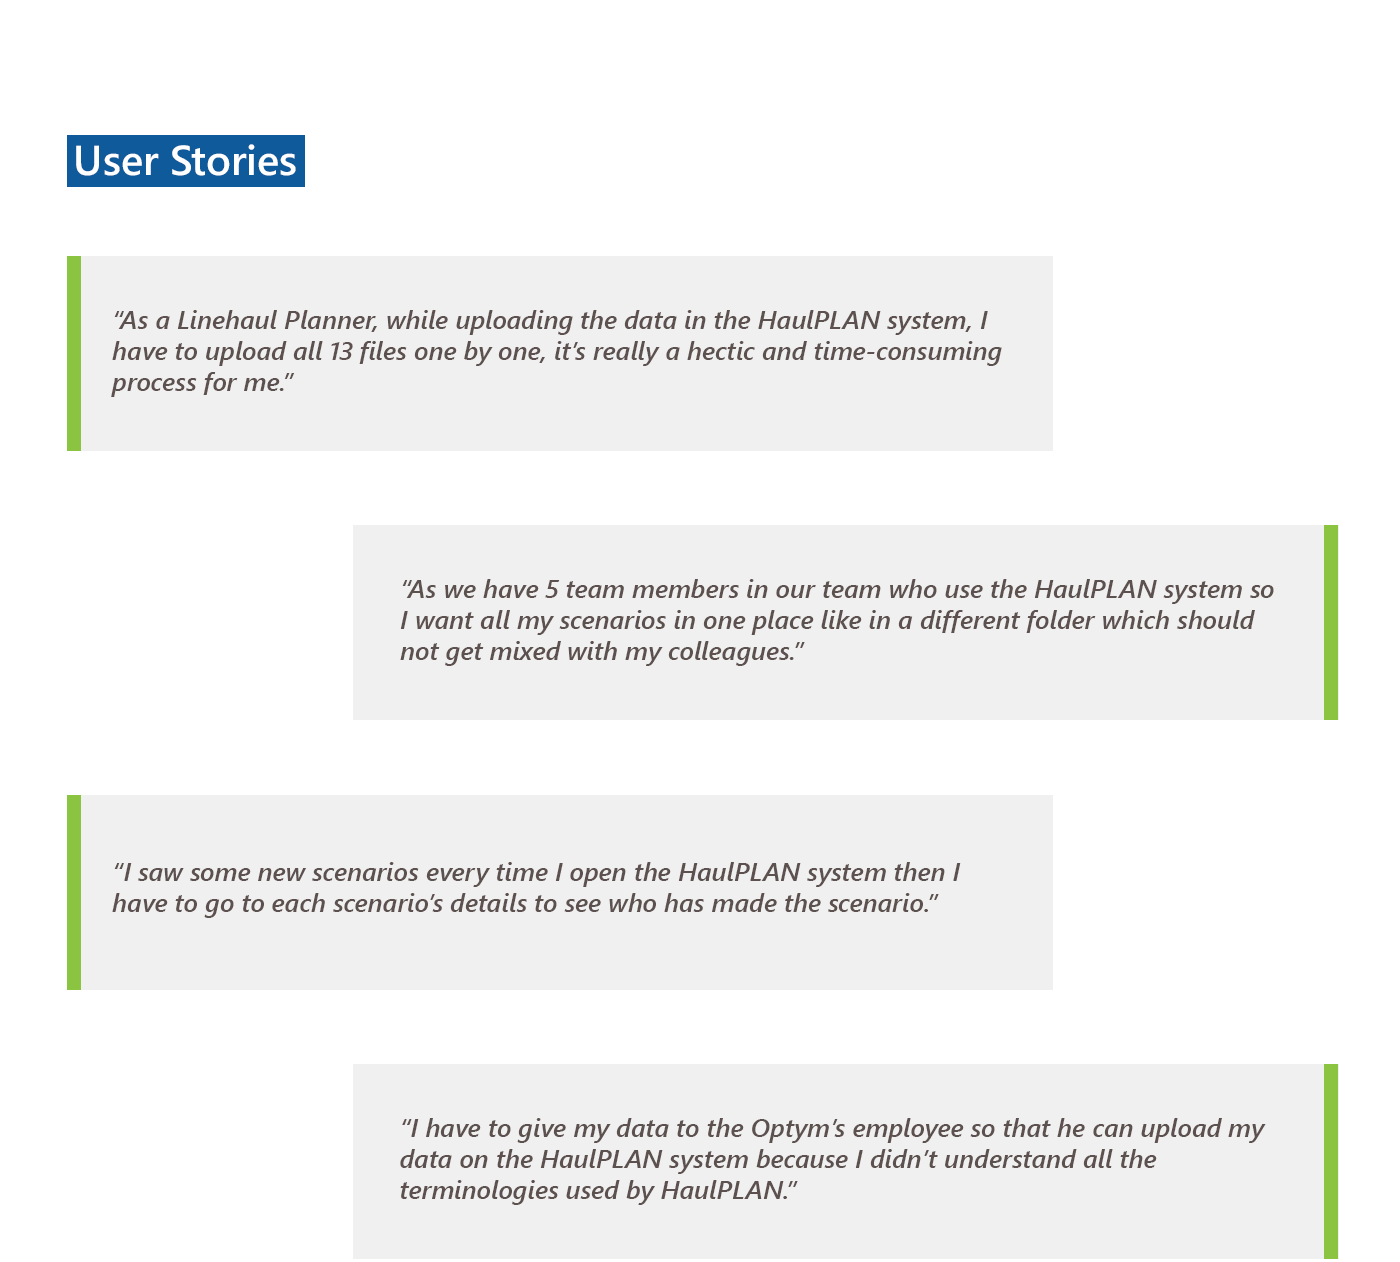 User Stories
“As a Linehaul Planner, while uploading the data in the HaulPLAN system, I
have to upload all 13 files one by one, it’s really a hectic and time-consuming
process for me.”
“As we have 5 team members in our team who use the HaulPLAN system so
I want all my scenarios in one place like in a different folder which should
not get mixed with my colleagues.”
“I saw some new scenarios every time I open the HaulPLAN system then I
have to go to each scenario’s details to see who has made the scenario.”
“I have to give my data to the Optym’s employee so that he can upload my
data on the HaulPLAN system because I didn’t understand all the
terminologies used by HaulPLAN.”